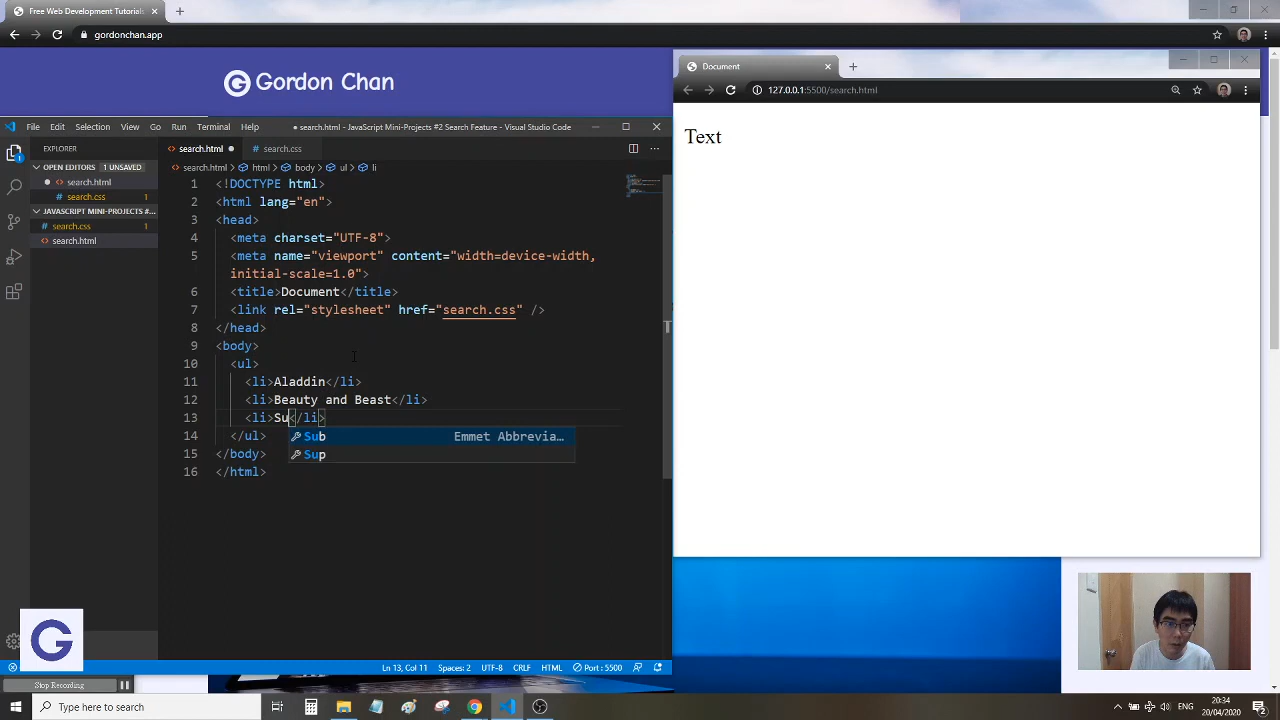 Free Web Development Tutorials
gordonchan.app
G Gordon Chan
Document
127.0.0.1:5500/search.html
Text
File Edit Selection View Go Run Terminal Help
● search.html - JavaScript Mini-Projects #2 Search Feature - Visual Studio Code
EXPLORER
OPEN EDITORS 1 UNSAVED
search.html
search.css 1
JAVASCRIPT MINI-PROJECTS #...
search.css 1
search.html
search.html ● search.css
search.html > html > body > ul > li
1 <!DOCTYPE html>
2 <html lang="en">
3 <head>
4 <meta charset="UTF-8">
5 <meta name="viewport" content="width=device-width,
initial-scale=1.0">
6 <title>Document</title>
7 <link rel="stylesheet" href="search.css" />
8 </head>
9 <body>
10 <ul>
11 <li>Aladdin</li>
12 <li>Beauty and Beast</li>
13 <li>Su</li>
Sub Emmet Abbrevia...
Sup
14 </ul>
15 </body>
16 </html>
G
Ln 13, Col 11 Spaces: 2 UTF-8 CRLF HTML Port : 5500
Stop Recording
Type here to search
ENG
20:34
20/04/2020
2